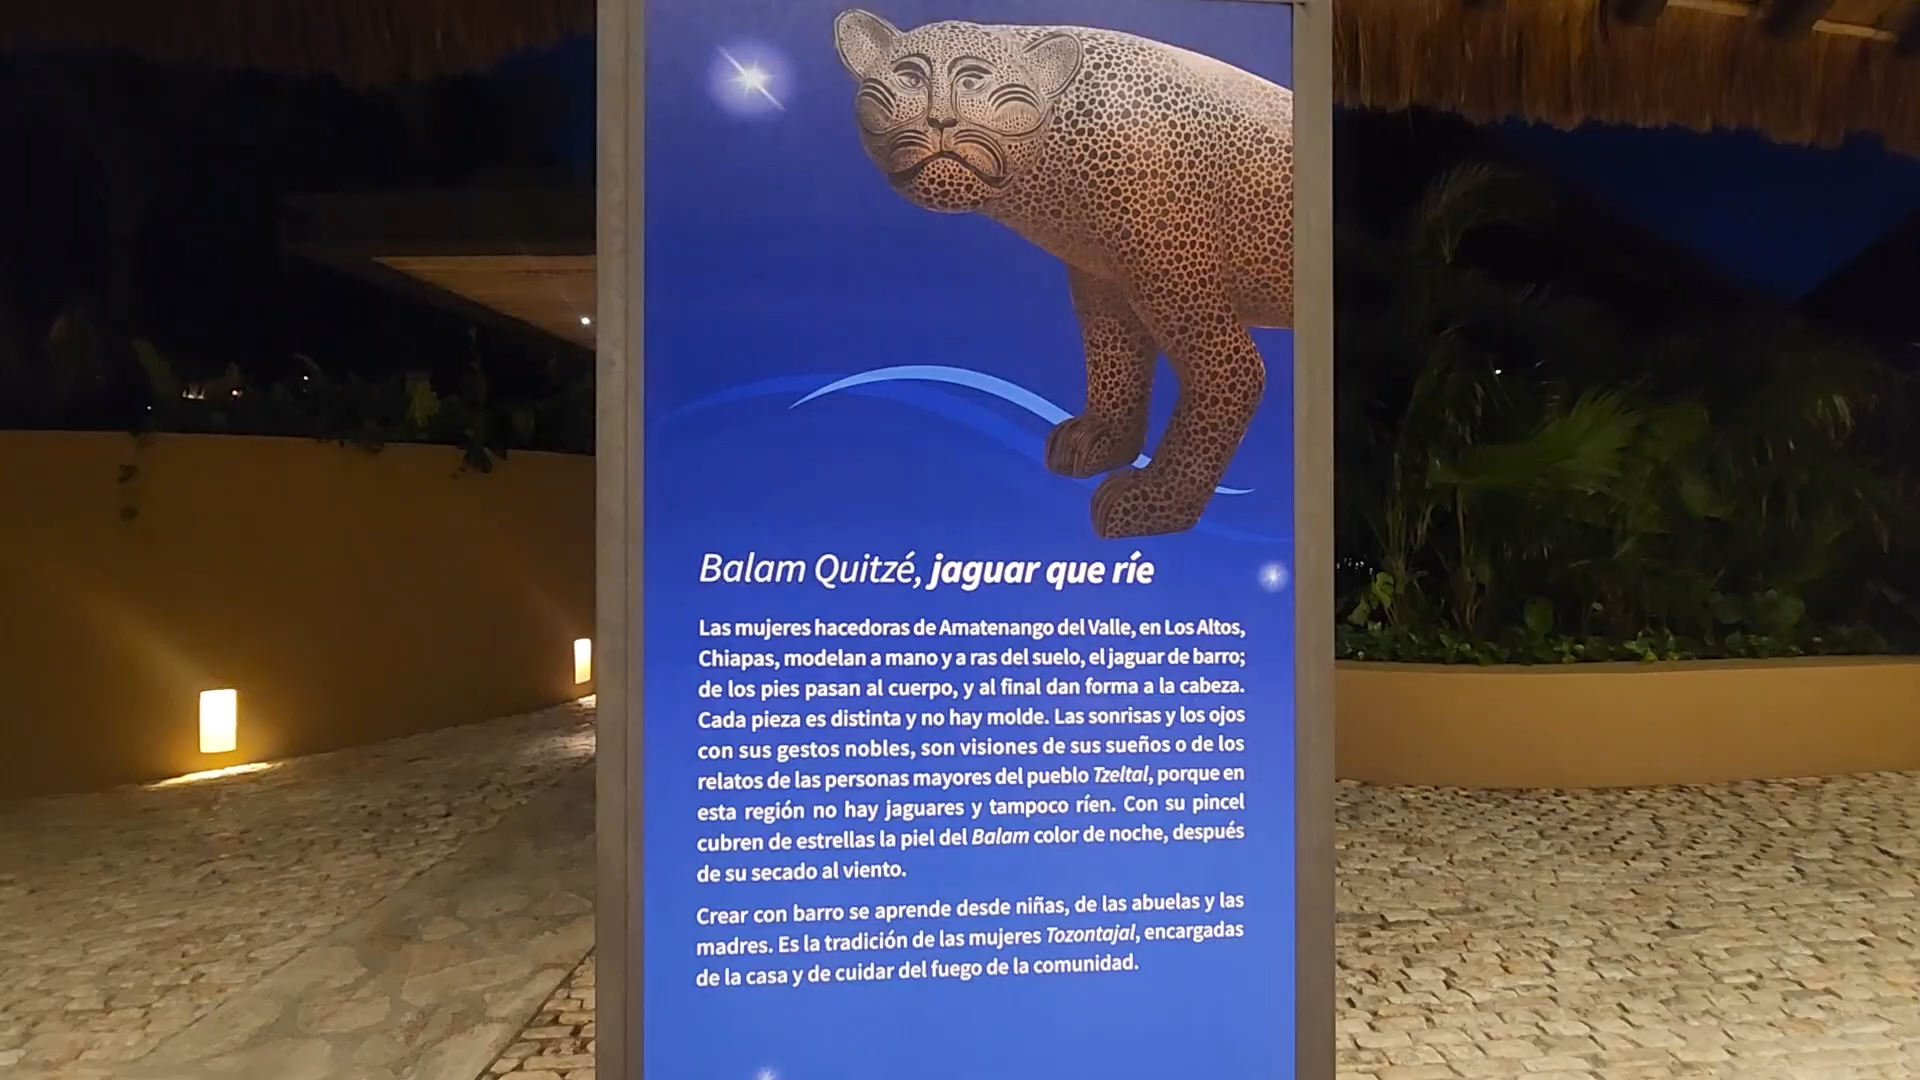 Balam Quitzé, jaguar que ríe
Las mujeres hacedoras de Amatenango del Valle, en Los Altos,
Chiapas, modelan a mano y a ras del suelo, el jaguar de barro;
de los pies pasan al cuerpo, y al final dan forma a la cabeza.
Cada pieza es distinta y no hay molde. Las sonrisas y los ojos
con sus gestos nobles, son visiones de sus sueños o de los
relatos de las personas mayores del pueblo Tzeltal, porque en
esta región no hay jaguares y tampoco ríen. Con su pincel
cubren de estrellas la piel del Balam color de noche, después
de su secado al viento.
Crear con barro se aprende desde niñas, de las abuelas y las
madres. Es la tradición de las mujeres Tozontajal, encargadas
de la casa y de cuidar del fuego de la comunidad.